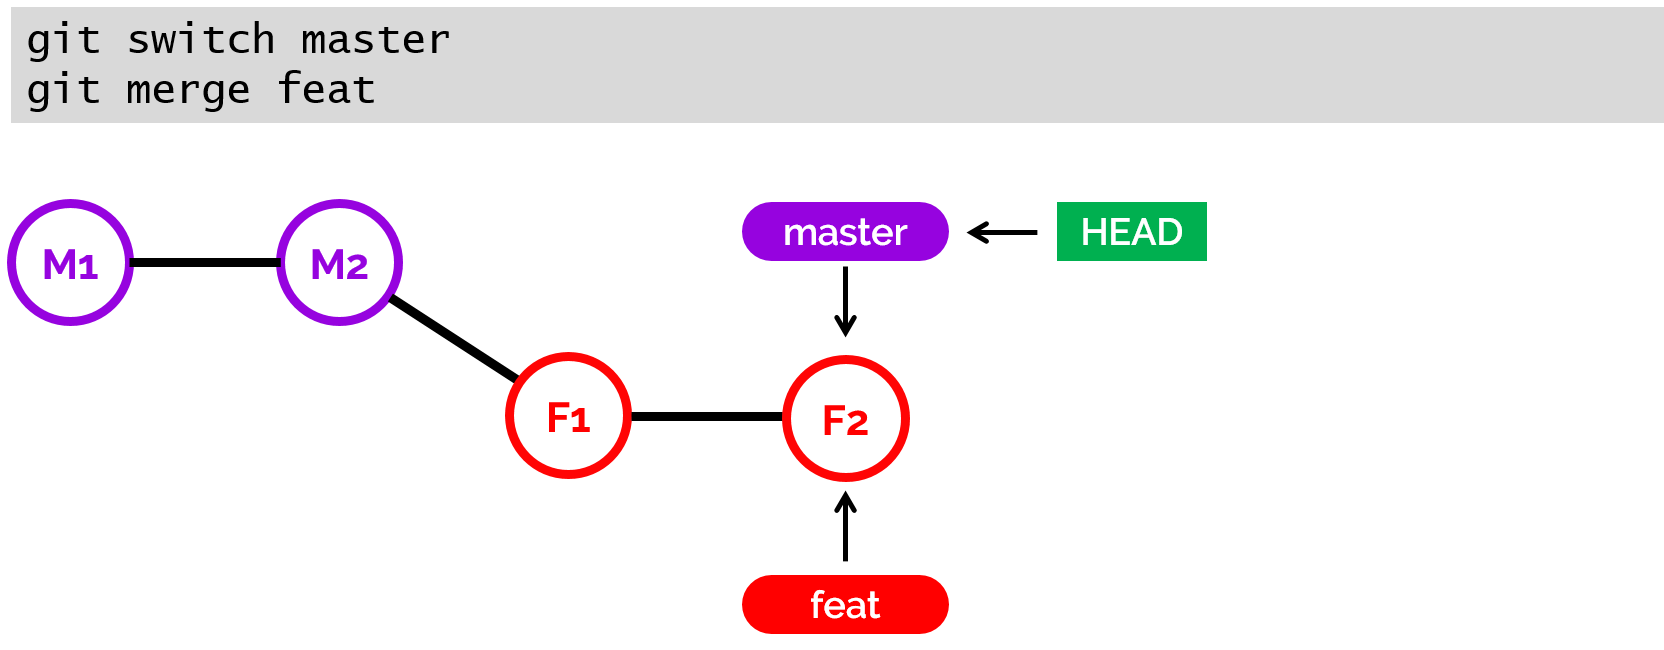 git switch master
git merge feat
master
HEAD
M1
M2
F1
F2
feat